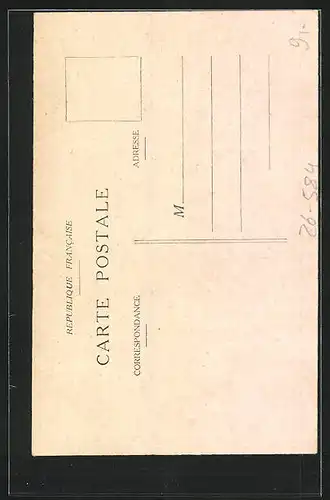 REPUBLIQUE FRANÇAISE
CARTE POSTALE
CORRESPONDANCE
ADRESSE
M
26-584
9,-